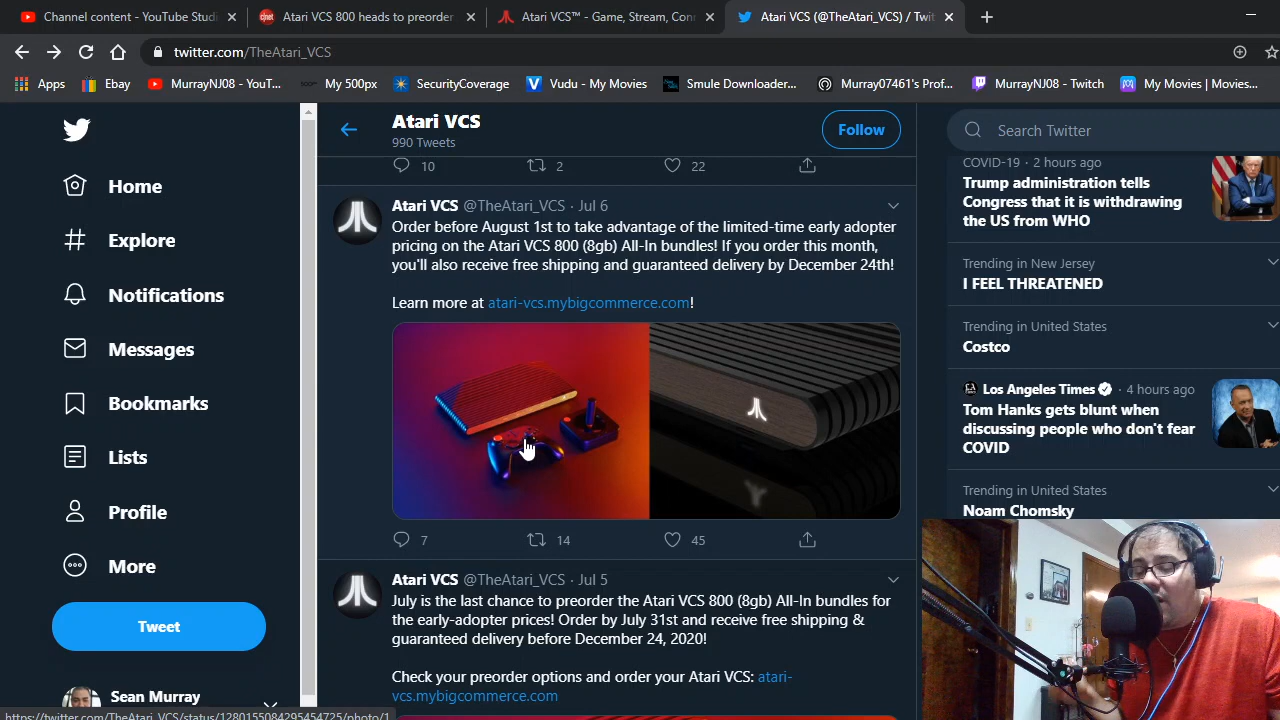 Channel content - YouTube Studi
Atari VCS 800 heads to preorder
Atari VCS™ - Game, Stream, Conn
Atari VCS (@TheAtari_VCS) / Twit
twitter.com/TheAtari_VCS
Apps
Ebay
MurrayNJ08 - YouT...
My 500px
SecurityCoverage
Vudu - My Movies
Smule Downloader...
Murray07461's Prof...
MurrayNJ08 - Twitch
My Movies | Movies...
Home
Explore
Notifications
Messages
Bookmarks
Lists
Profile
More
Tweet
Sean Murray
https://twitter.com/TheAtari_VCS/status/1280155084295454725/photo/1
Atari VCS
990 Tweets
Follow
10 2 22
Atari VCS @TheAtari_VCS · Jul 6
Order before August 1st to take advantage of the limited-time early adopter
pricing on the Atari VCS 800 (8gb) All-In bundles! If you order this month,
you'll also receive free shipping and guaranteed delivery by December 24th!
Learn more at atari-vcs.mybigcommerce.com!
7 14 45
Atari VCS @TheAtari_VCS · Jul 5
July is the last chance to preorder the Atari VCS 800 (8gb) All-In bundles for
the early-adopter prices! Order by July 31st and receive free shipping &
guaranteed delivery before December 24, 2020!
Check your preorder options and order your Atari VCS: atari-
vcs.mybigcommerce.com
Search Twitter
COVID-19 · 2 hours ago
Trump administration tells
Congress that it is withdrawing
the US from WHO
Trending in New Jersey
I FEEL THREATENED
Trending in United States
Costco
Los Angeles Times · 4 hours ago
Tom Hanks gets blunt when
discussing people who don't fear
COVID
Trending in United States
Noam Chomsky